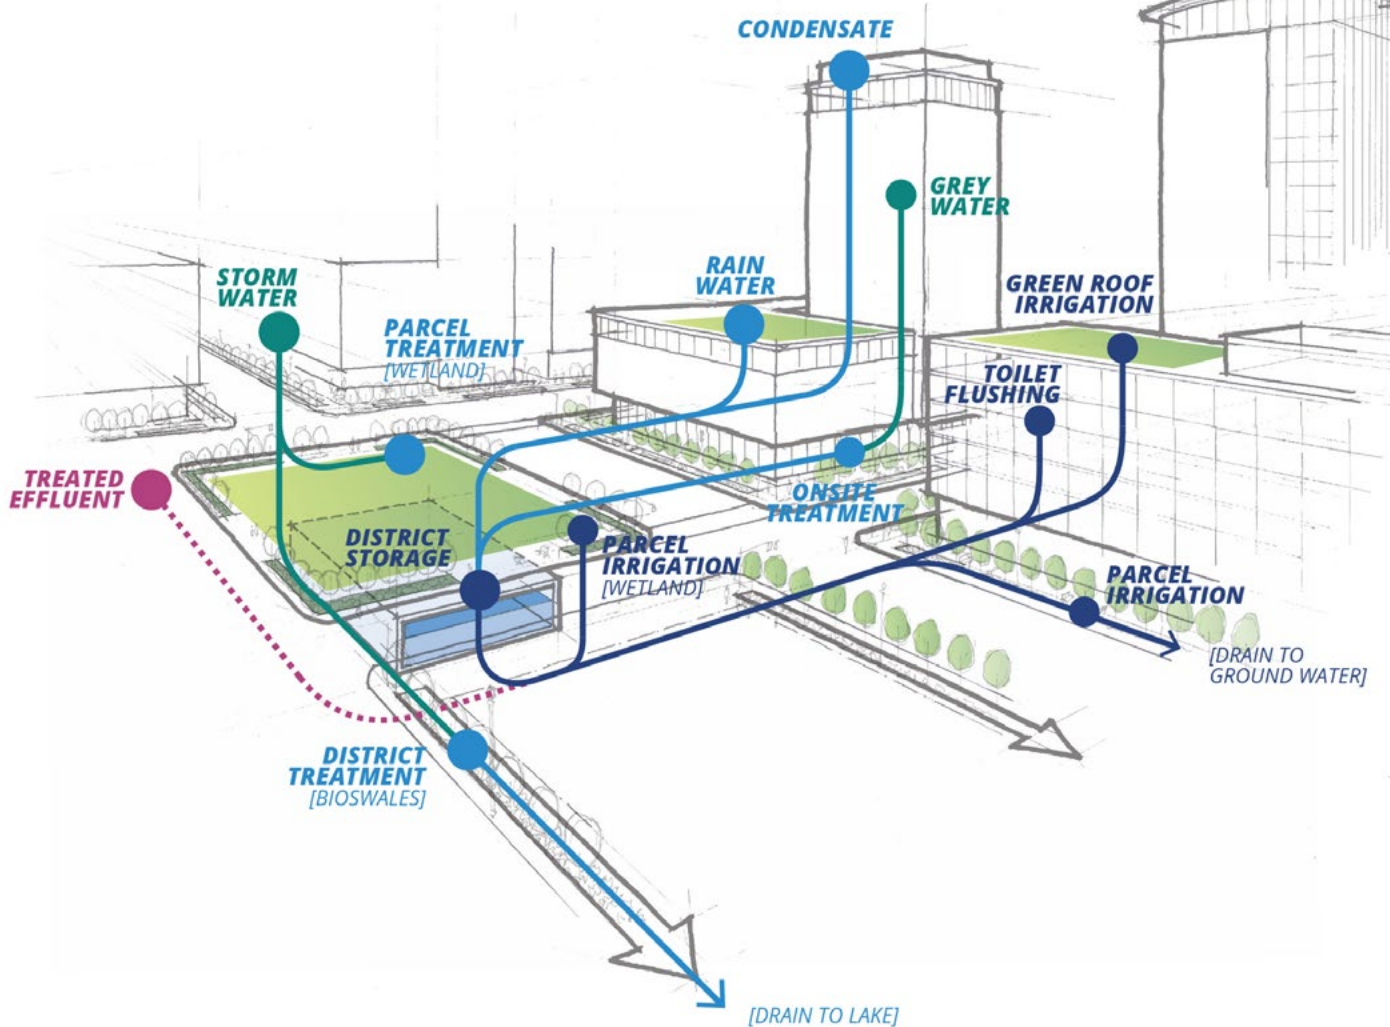 CONDENSATE
GREY
WATER
RAIN
WATER
STORM
WATER
GREEN ROOF
IRRIGATION
PARCEL
TREATMENT
[WETLAND]
TOILET
FLUSHING
TREATED
EFFLUENT
ONSITE
TREATMENT
DISTRICT
STORAGE
PARCEL
IRRIGATION
[WETLAND]
PARCEL
IRRIGATION
[DRAIN TO
GROUND WATER]
DISTRICT
TREATMENT
[BIOSWALES]
[DRAIN TO LAKE]